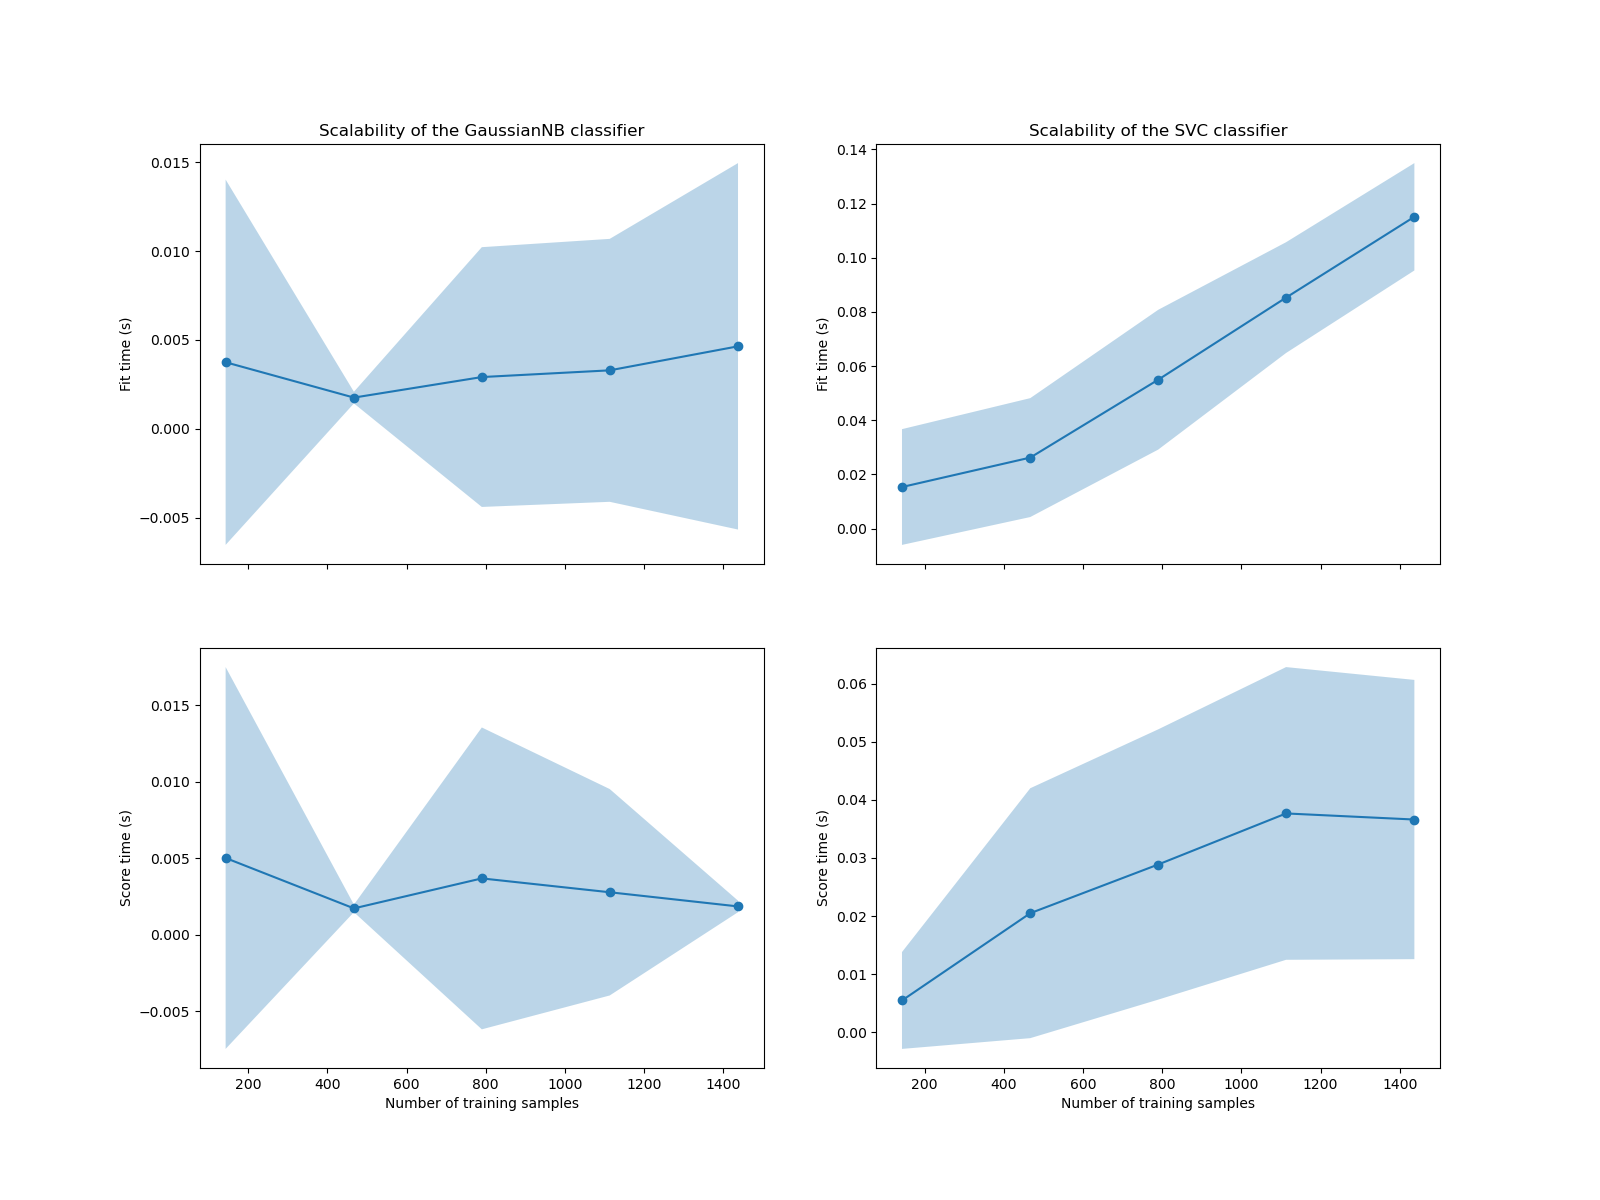 Scalability of the GaussianNB classifier
0.015
0.010
0.005
0.000
−0.005
Fit time (s)
Scalability of the SVC classifier
0.14
0.12
0.10
0.08
0.06
0.04
0.02
0.00
Fit time (s)
0.015
0.010
0.005
0.000
−0.005
Score time (s)
200 400 600 800 1000 1200 1400
Number of training samples
0.06
0.05
0.04
0.03
0.02
0.01
0.00
Score time (s)
200 400 600 800 1000 1200 1400
Number of training samples